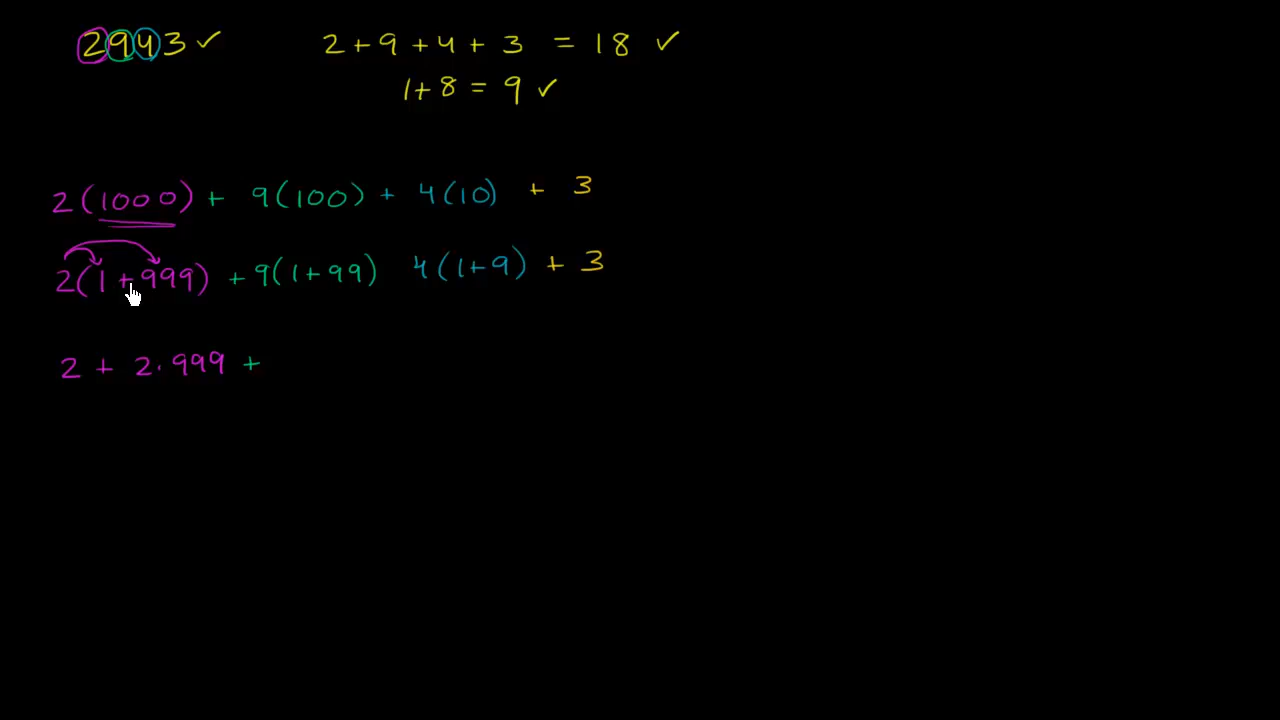 2943 ✓ 2 + 9 + 4 + 3 = 18 ✓
1 + 8 = 9 ✓
2(1000) + 9(100) + 4(10) + 3
2(1+999) + 9(1+99) 4(1+9) + 3
2 + 2·999 +